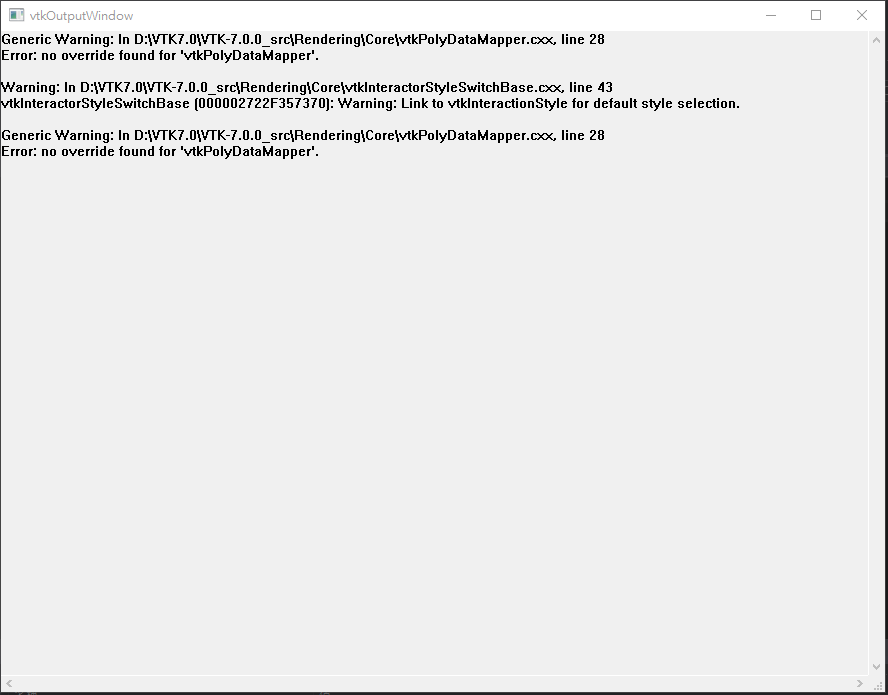 vtkOutputWindow
Generic Warning: In D:\VTK7.0\VTK-7.0.0_src\Rendering\Core\vtkPolyDataMapper.cxx, line 28
Error: no override found for 'vtkPolyDataMapper'.
Warning: In D:\VTK7.0\VTK-7.0.0_src\Rendering\Core\vtkInteractorStyleSwitchBase.cxx, line 43
vtkInteractorStyleSwitchBase (000002722F357370): Warning: Link to vtkInteractionStyle for default style selection.
Generic Warning: In D:\VTK7.0\VTK-7.0.0_src\Rendering\Core\vtkPolyDataMapper.cxx, line 28
Error: no override found for 'vtkPolyDataMapper'.